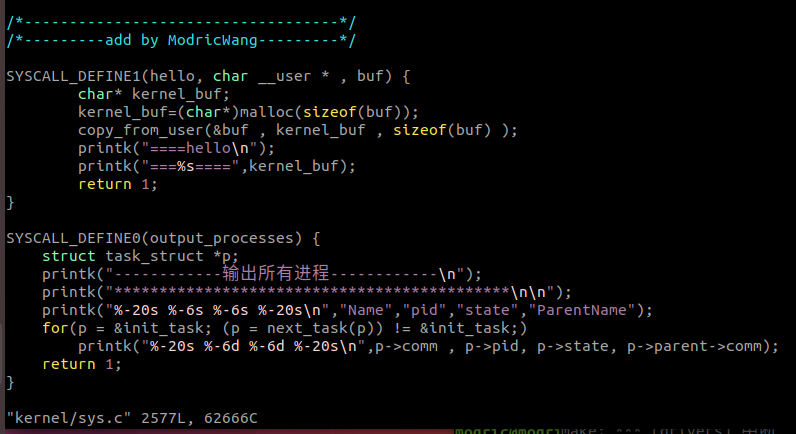 /*-----------------------------------*/
/*---------add by ModricWang---------*/
SYSCALL_DEFINE1(hello, char __user * , buf) {
        char* kernel_buf;
        kernel_buf=(char*)malloc(sizeof(buf));
        copy_from_user(&buf , kernel_buf , sizeof(buf) );
        printk("====hello\n");
        printk("===%s====",kernel_buf);
        return 1;
}
SYSCALL_DEFINE0(output_processes) {
    struct task_struct *p;
    printk("------------输出所有进程------------\n");
    printk("********************************************\n\n");
    printk("%-20s %-6s %-6s %-20s\n","Name","pid","state","ParentName");
    for(p = &init_task; (p = next_task(p)) != &init_task;)
        printk("%-20s %-6d %-6d %-20s\n",p->comm , p->pid, p->state, p->parent->comm);
    return 1;
}
"kernel/sys.c" 2577L, 62666C